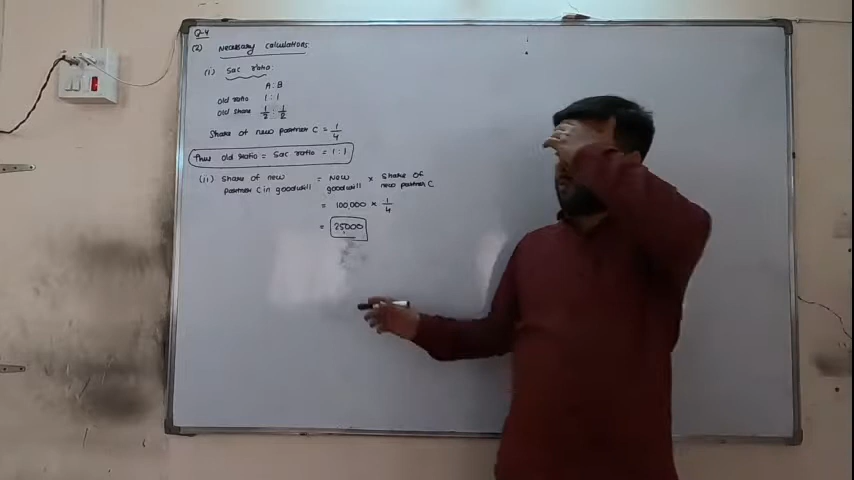 Q-4
(2) Necessary calculations:
(i) Sac ratio:
A : B
Old ratio 1 : 1
Old share 1/2 : 1/2
Share of new partner C = 1/4
Thus old ratio = Sac ratio = 1 : 1
(ii) Share of new = New × Share of
partner C in goodwill goodwill new partner C
= 100,000 × 1/4
= 25000